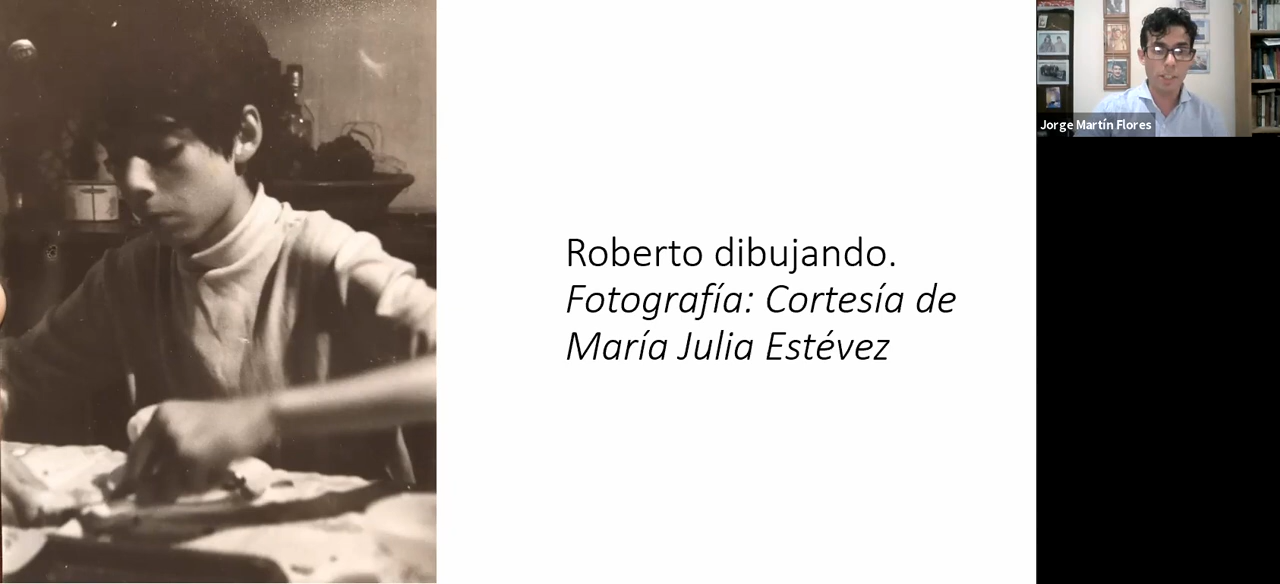 Roberto dibujando.
Fotografía: Cortesía de
María Julia Estévez
Jorge Martín Flores